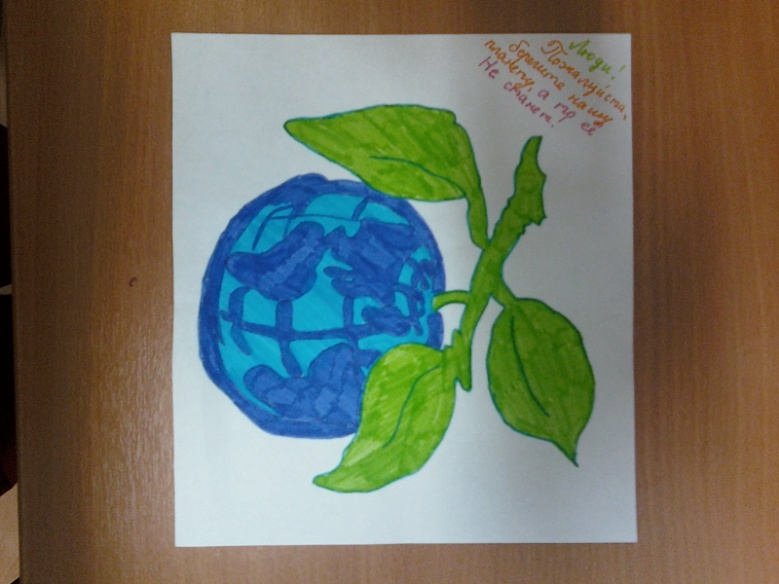 Люди!
Пожалуйста,
берегите нашу
планету, а то её
Не станет.